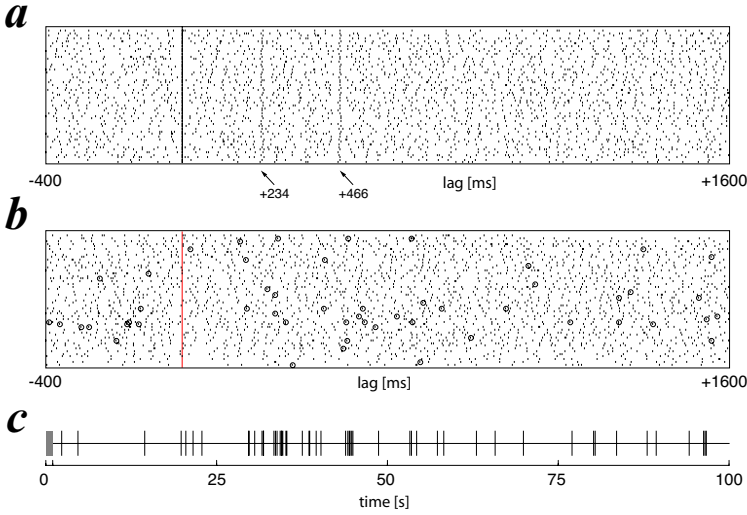 a
-400 +234 +466 lag [ms] +1600
b
-400 lag [ms] +1600
c
0 25 50 75 100
time [s]